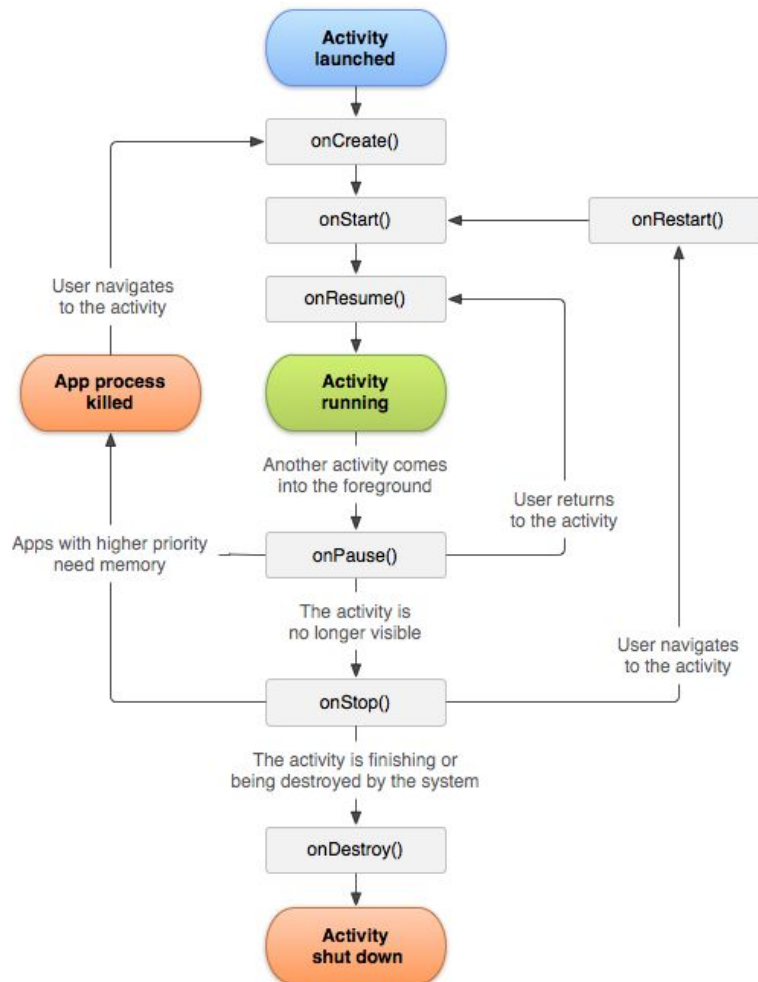 Activity
launched
onCreate()
onStart()
onRestart()
User navigates
to the activity
onResume()
App process
killed
Activity
running
Another activity comes
into the foreground
User returns
to the activity
Apps with higher priority
need memory
onPause()
The activity is
no longer visible
User navigates
to the activity
onStop()
The activity is finishing or
being destroyed by the system
onDestroy()
Activity
shut down